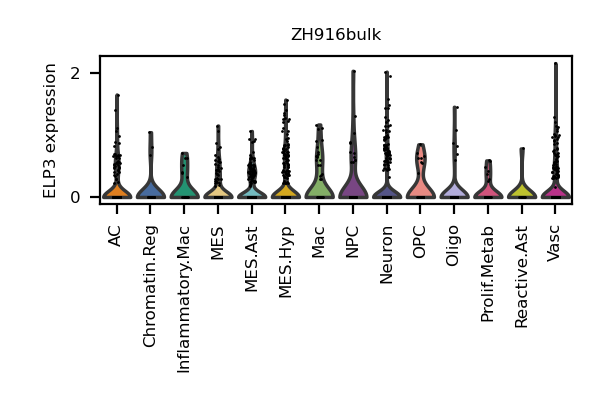 ZH916bulk
ELP3 expression
2
0
AC
Chromatin.Reg
Inflammatory.Mac
MES
MES.Ast
MES.Hyp
Mac
NPC
Neuron
OPC
Oligo
Prolif.Metab
Reactive.Ast
Vasc